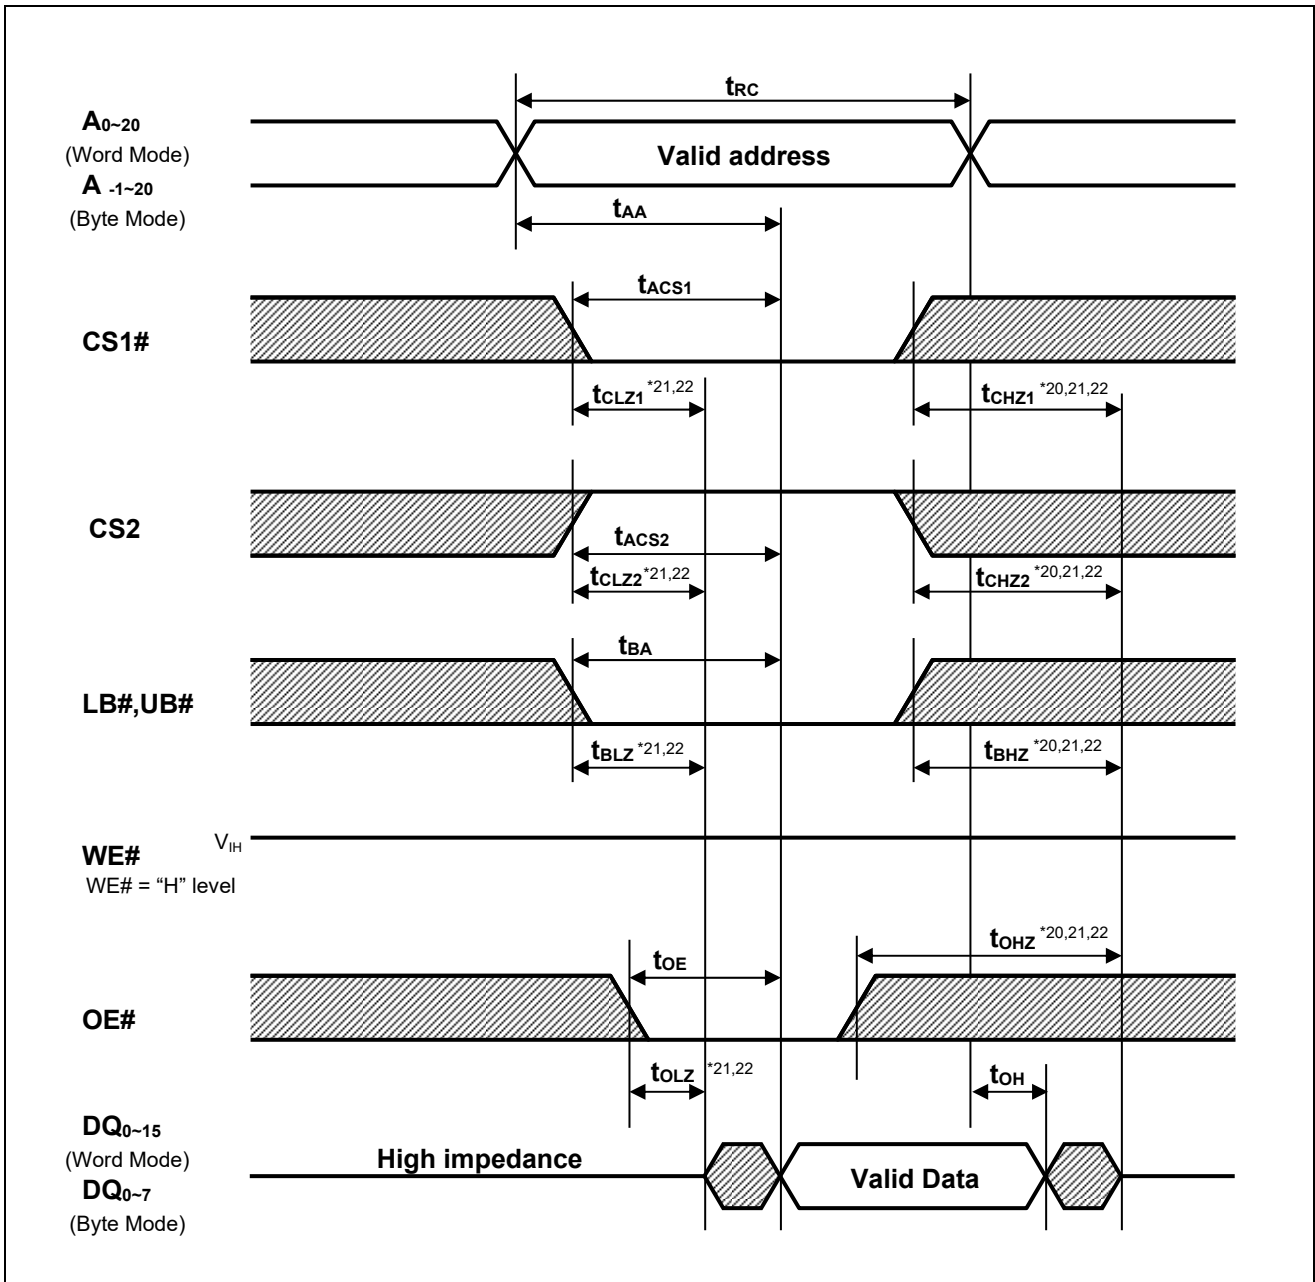 tRC
A0~20
(Word Mode)
A -1~20
(Byte Mode)
Valid address
tAA
tACS1
CS1#
tCLZ1 *21,22
tCHZ1 *20,21,22
CS2
tACS2
tCLZ2 *21,22
tCHZ2 *20,21,22
tBA
LB#,UB#
tBLZ *21,22
tBHZ *20,21,22
VIH
WE#
WE# = “H” level
tOHZ *20,21,22
tOE
OE#
tOLZ *21,22
tOH
DQ0~15
(Word Mode)
DQ0~7
(Byte Mode)
High impedance
Valid Data